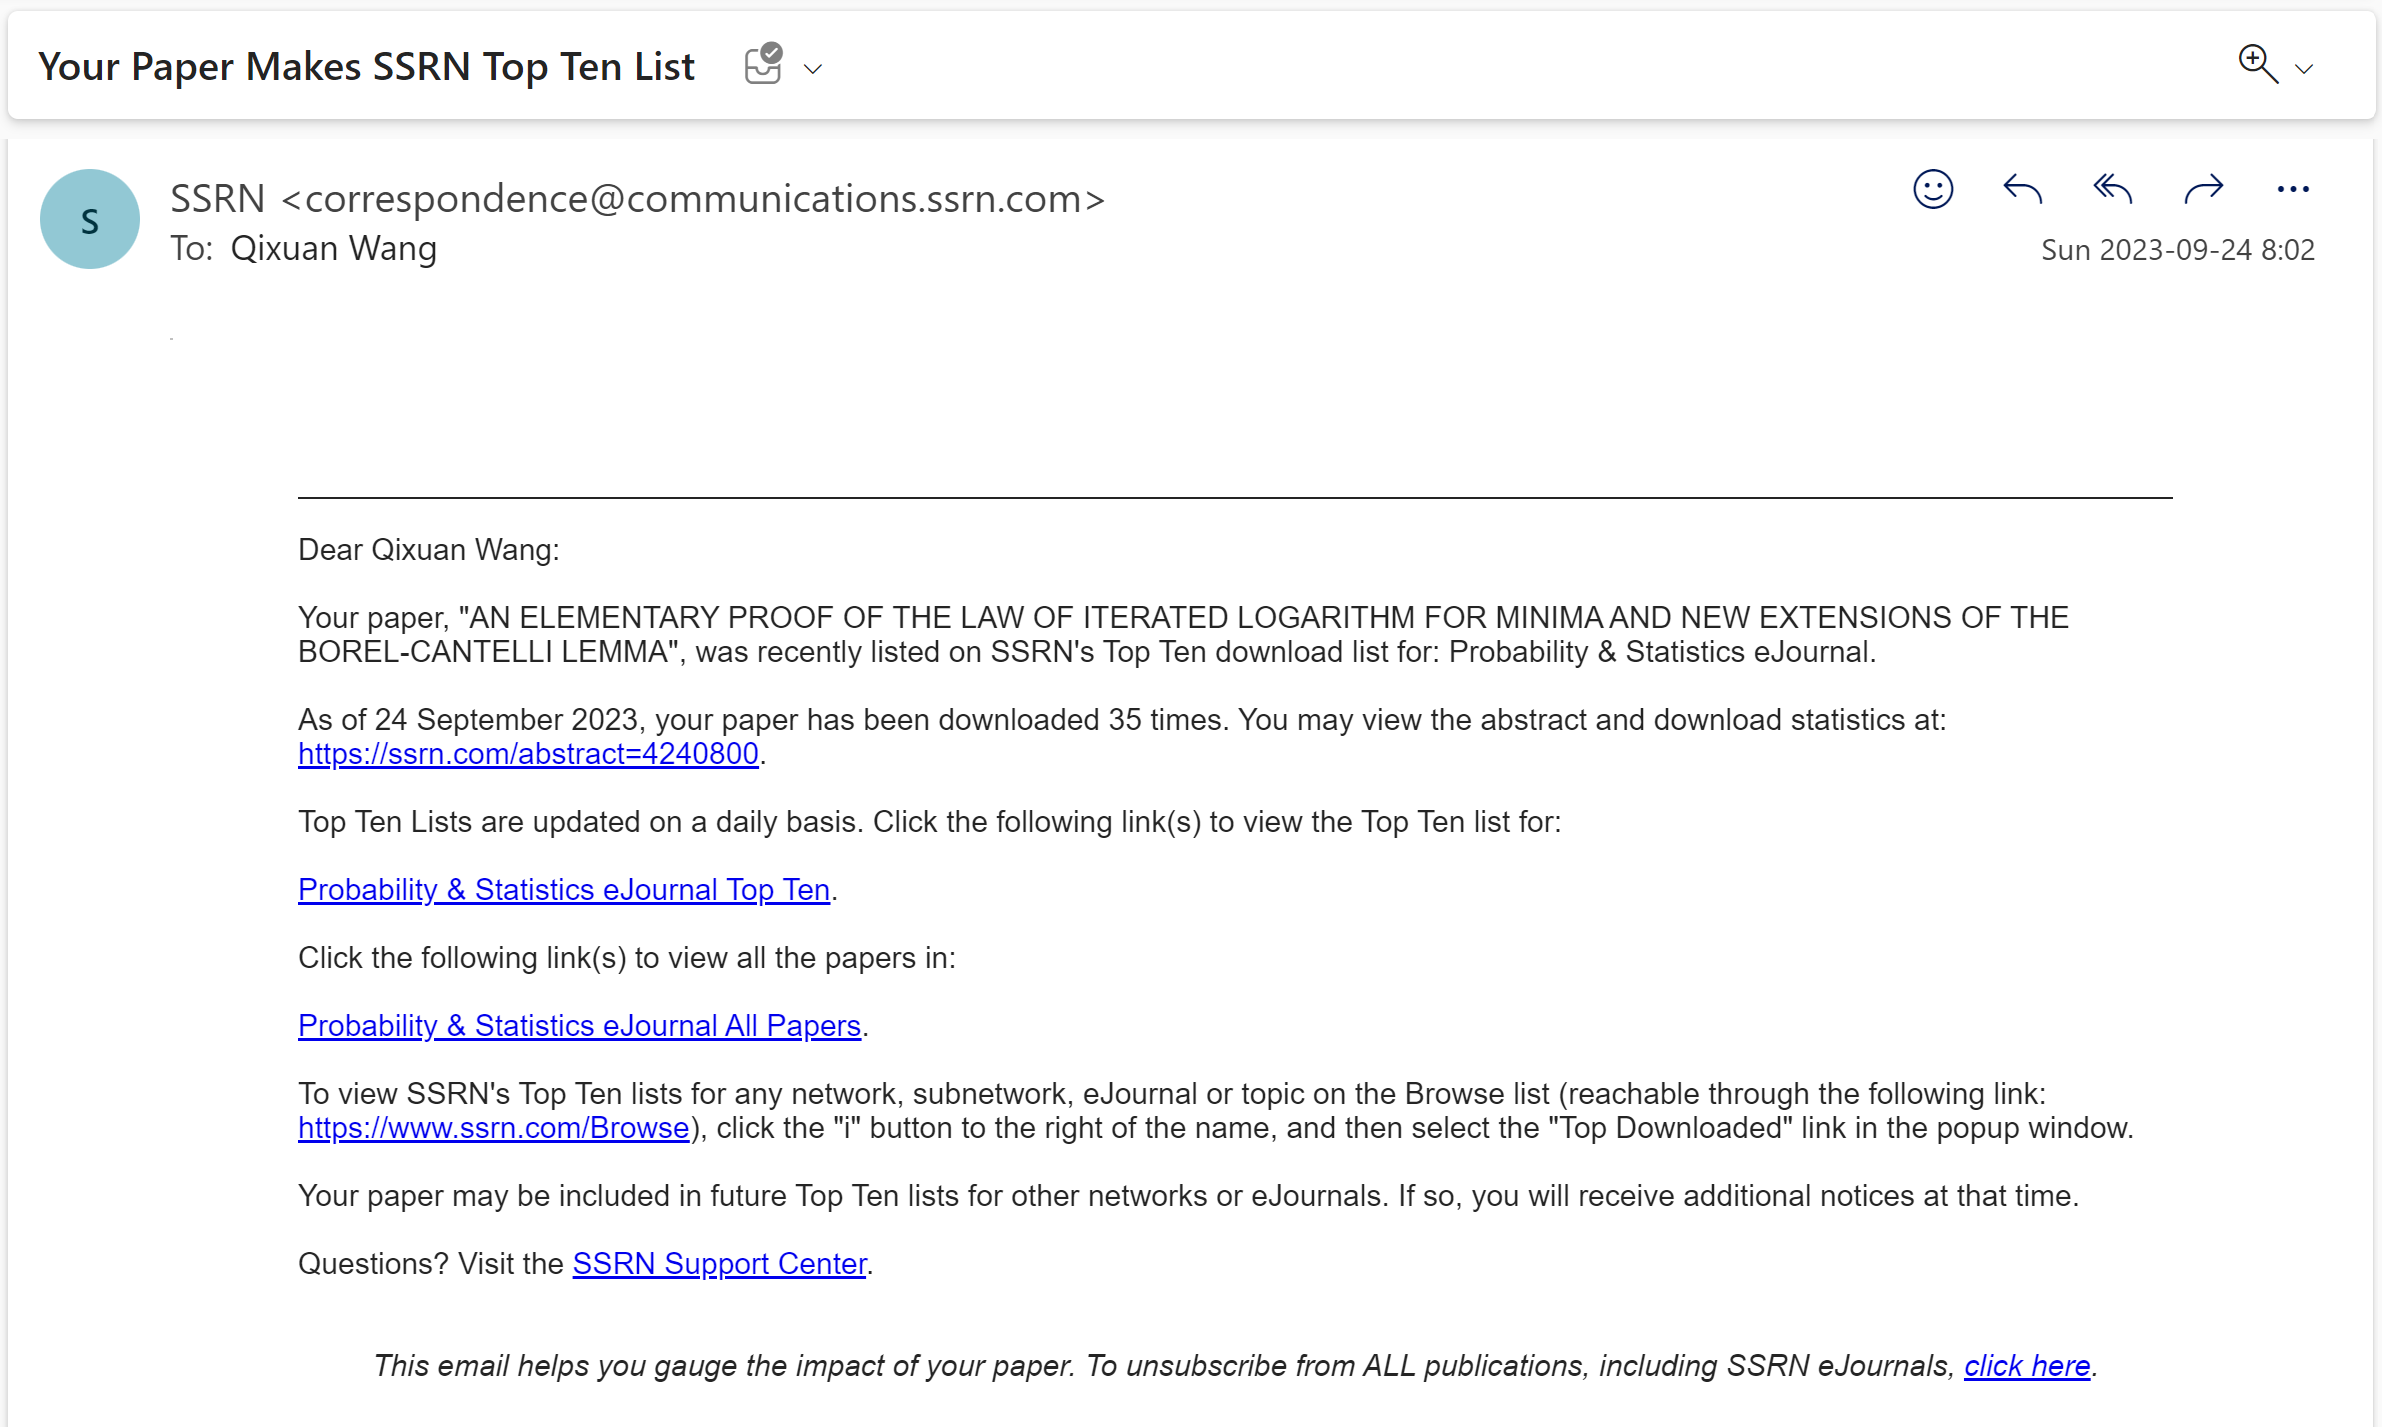 Your Paper Makes SSRN Top Ten List
S
SSRN <correspondence@communications.ssrn.com>
To: Qixuan Wang
Sun 2023-09-24 8:02
Dear Qixuan Wang:
Your paper, "AN ELEMENTARY PROOF OF THE LAW OF ITERATED LOGARITHM FOR MINIMA AND NEW EXTENSIONS OF THE
BOREL-CANTELLI LEMMA", was recently listed on SSRN's Top Ten download list for: Probability & Statistics eJournal.
As of 24 September 2023, your paper has been downloaded 35 times. You may view the abstract and download statistics at:
https://ssrn.com/abstract=4240800.
Top Ten Lists are updated on a daily basis. Click the following link(s) to view the Top Ten list for:
Probability & Statistics eJournal Top Ten.
Click the following link(s) to view all the papers in:
Probability & Statistics eJournal All Papers.
To view SSRN's Top Ten lists for any network, subnetwork, eJournal or topic on the Browse list (reachable through the following link:
https://www.ssrn.com/Browse), click the "i" button to the right of the name, and then select the "Top Downloaded" link in the popup window.
Your paper may be included in future Top Ten lists for other networks or eJournals. If so, you will receive additional notices at that time.
Questions? Visit the SSRN Support Center.
This email helps you gauge the impact of your paper. To unsubscribe from ALL publications, including SSRN eJournals, click here.